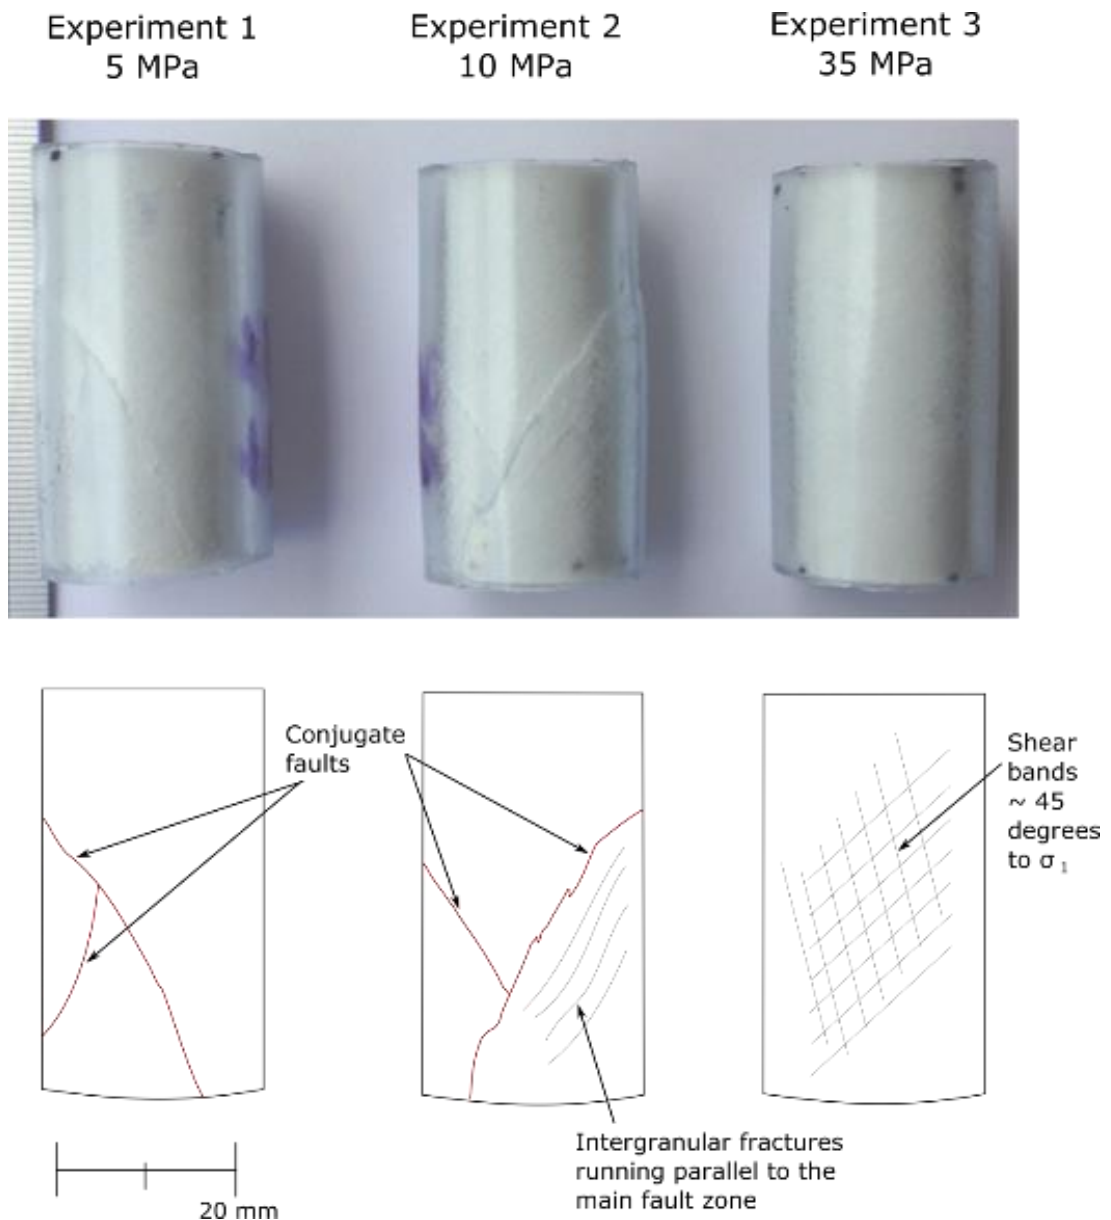 Experiment 1
5 MPa
Experiment 2
10 MPa
Experiment 3
35 MPa
Conjugate
faults
Shear
bands
~ 45
degrees
to σ₁
Intergranular fractures
running parallel to the
main fault zone
20 mm